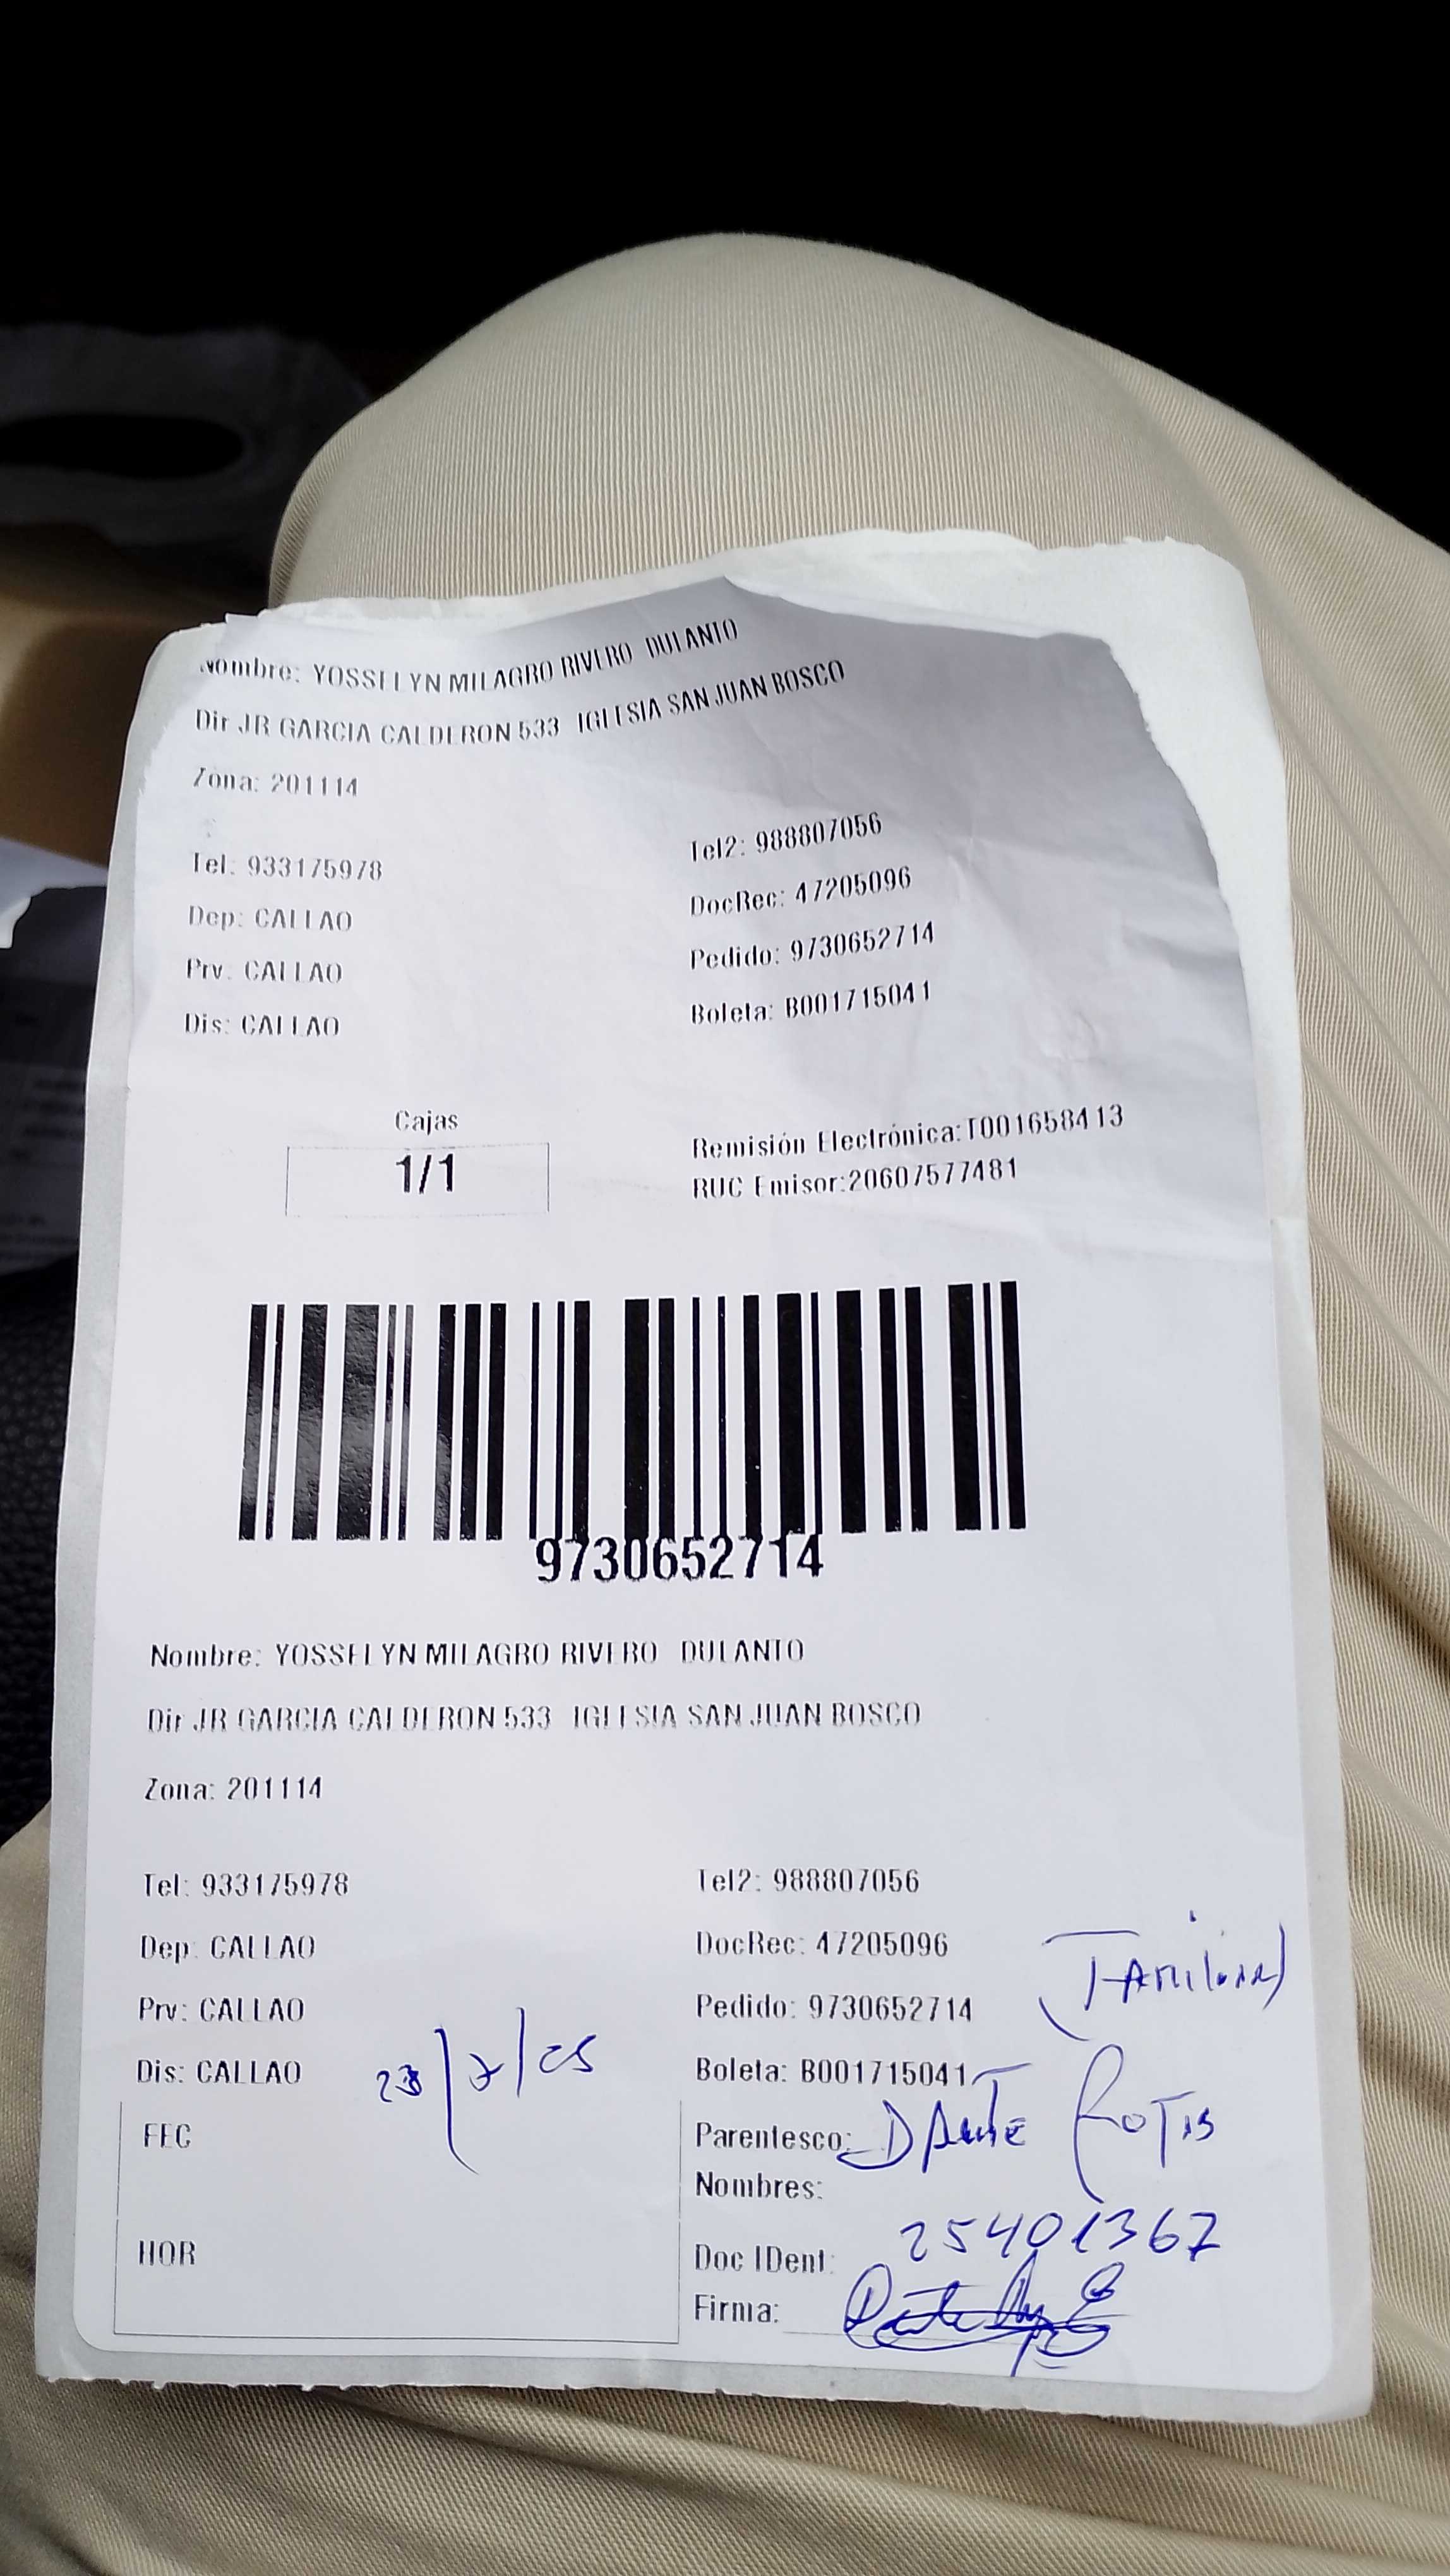 Nombre: YOSSELYN MILAGRO RIVERO DULANTO
Dir JR GARCIA CALDERON 533 IGLESIA SAN JUAN BOSCO
Zona: 201114
Tel: 933175978 Tel2: 988807056
Dep: CALLAO DocRec: 47205096
Prv: CALLAO Pedido: 9730652714
Dis: CALLAO Boleta: B001715041
Cajas
1/1
Remisión Electrónica:T001658413
RUC Emisor:20607577481
9730652714
Nombre: YOSSELYN MILAGRO RIVERO DULANTO
Dir JR GARCIA CALDERON 533 IGLESIA SAN JUAN BOSCO
Zona: 201114
Tel: 933175978 Tel2: 988807056
Dep: CALLAO DocRec: 47205096
Prv: CALLAO Pedido: 9730652714
Dis: CALLAO Boleta: B001715041
FEC
HOR
Parentesco: DANTE
Nombres:
Doc IDent: 25401367
Firma: